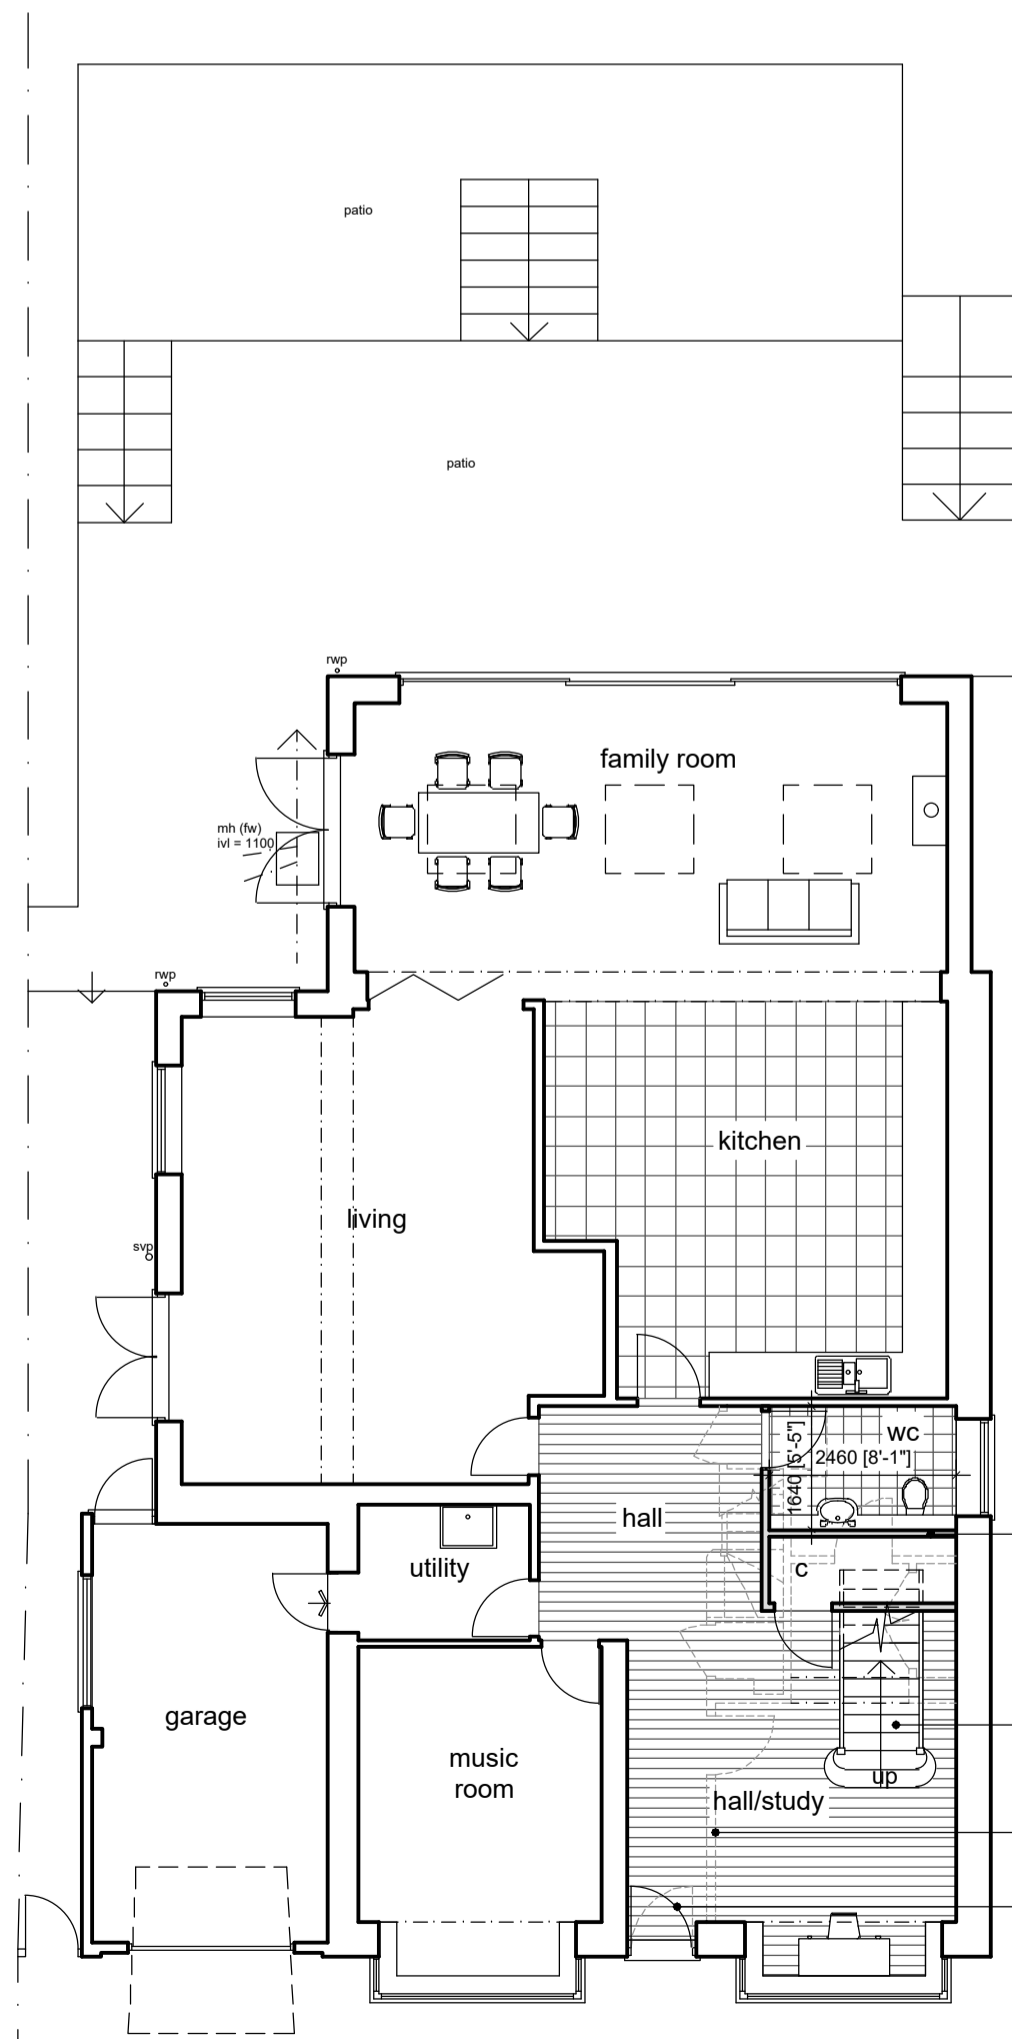 patio
patio
rwp
family room
mh (fw)
ivl = 1100
rwp
kitchen
living
svp
wc
2460 [8'-1"]
1640 [5'-5"]
hall
utility
c
garage
music
room
up
hall/study